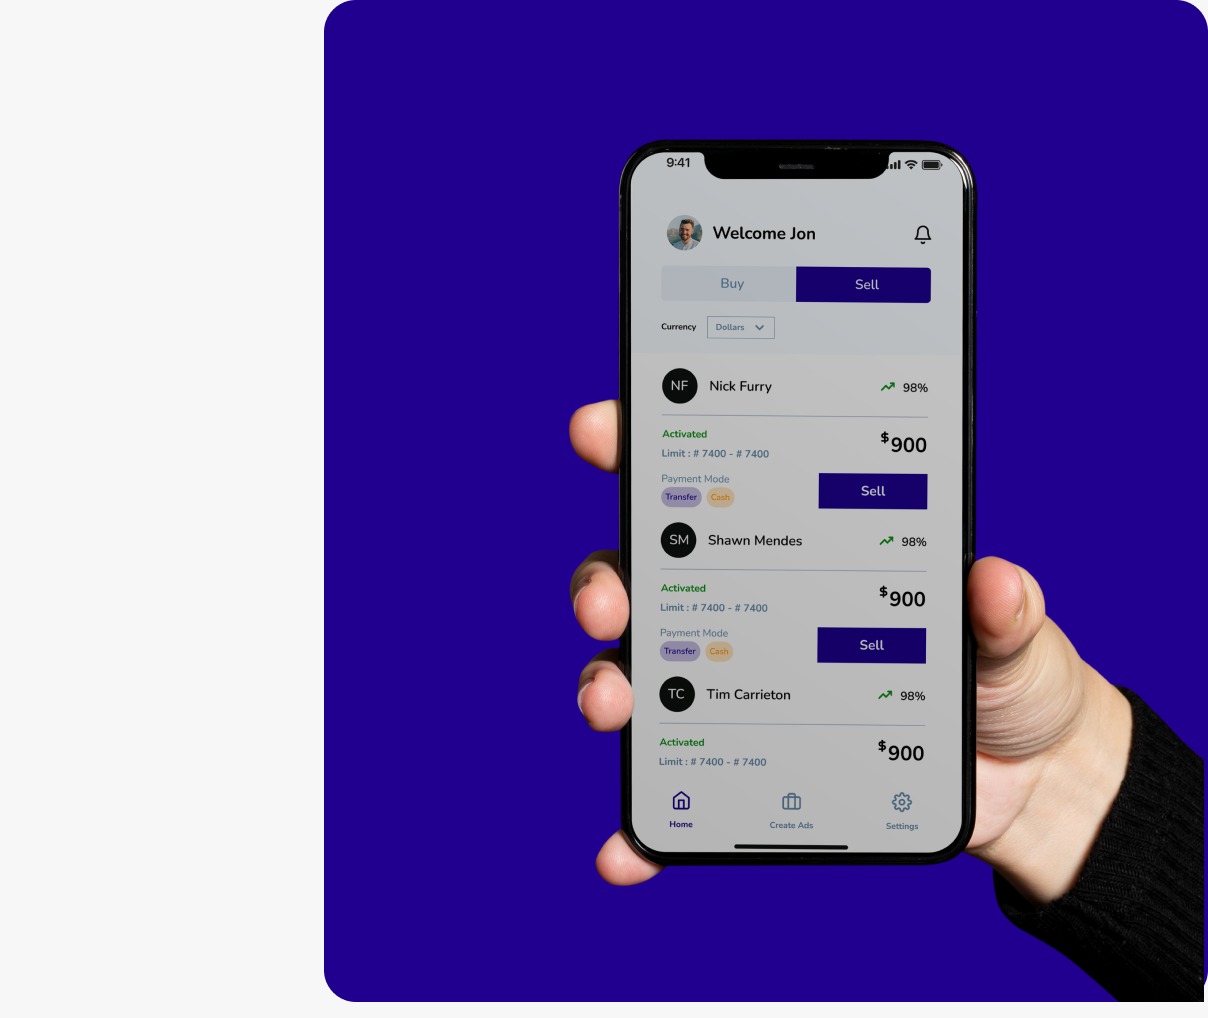 9:41
Welcome Jon
Buy Sell
Currency Dollars
NF Nick Furry 98%
Activated $900
Limit : # 7400 - # 7400
Payment Mode
Transfer Cash Sell
SM Shawn Mendes 98%
Activated $900
Limit : # 7400 - # 7400
Payment Mode
Transfer Cash Sell
TC Tim Carrieton 98%
Activated $900
Limit : # 7400 - # 7400
Home Create Ads Settings